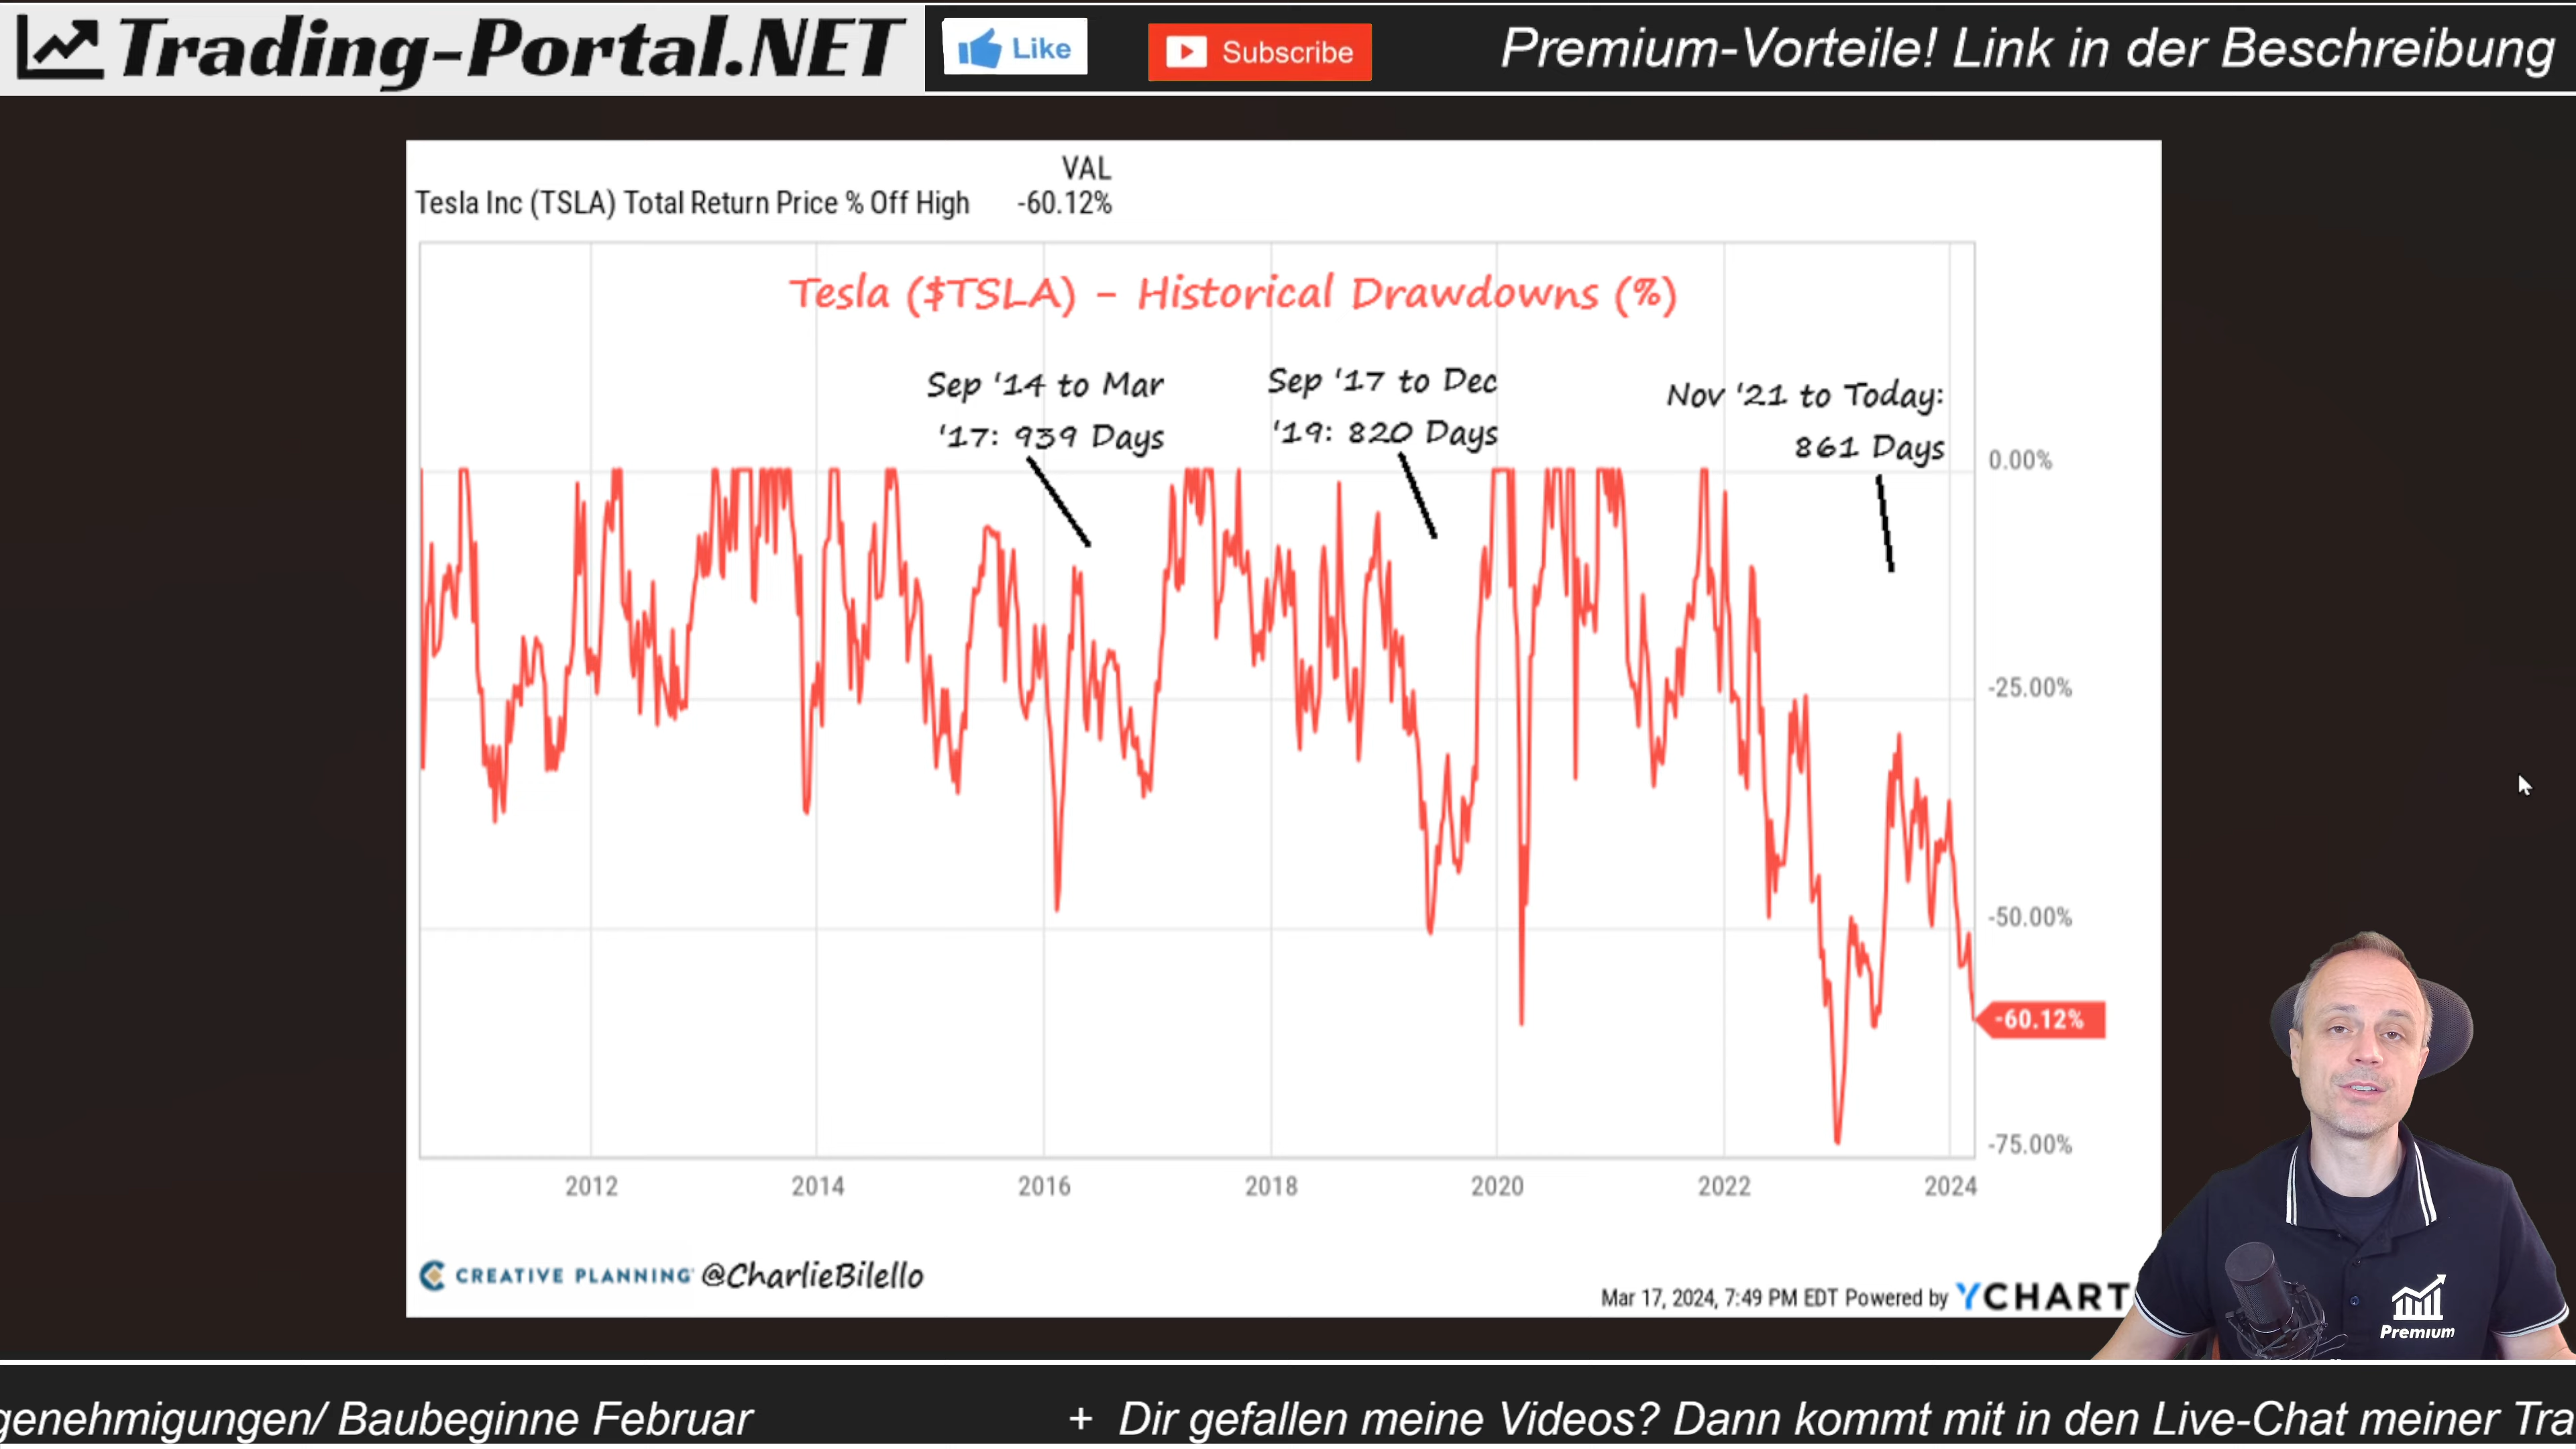 Trading-Portal.NET
Like
Subscribe
Premium-Vorteile! Link in der Beschreibung
VAL
Tesla Inc (TSLA) Total Return Price % Off High -60.12%
Tesla ($TSLA) - Historical Drawdowns (%)
Sep '14 to Mar
'17: 939 Days
Sep '17 to Dec
'19: 820 Days
Nov '21 to Today:
861 Days
0.00%
-25.00%
-50.00%
-60.12%
-75.00%
2012 2014 2016 2018 2020 2022 2024
CREATIVE PLANNING @CharlieBilello
Mar 17, 2024, 7:49 PM EDT Powered by YCHART
Premium
genehmigungen/ Baubeginne Februar + Dir gefallen meine Videos? Dann kommt mit in den Live-Chat meiner Tra